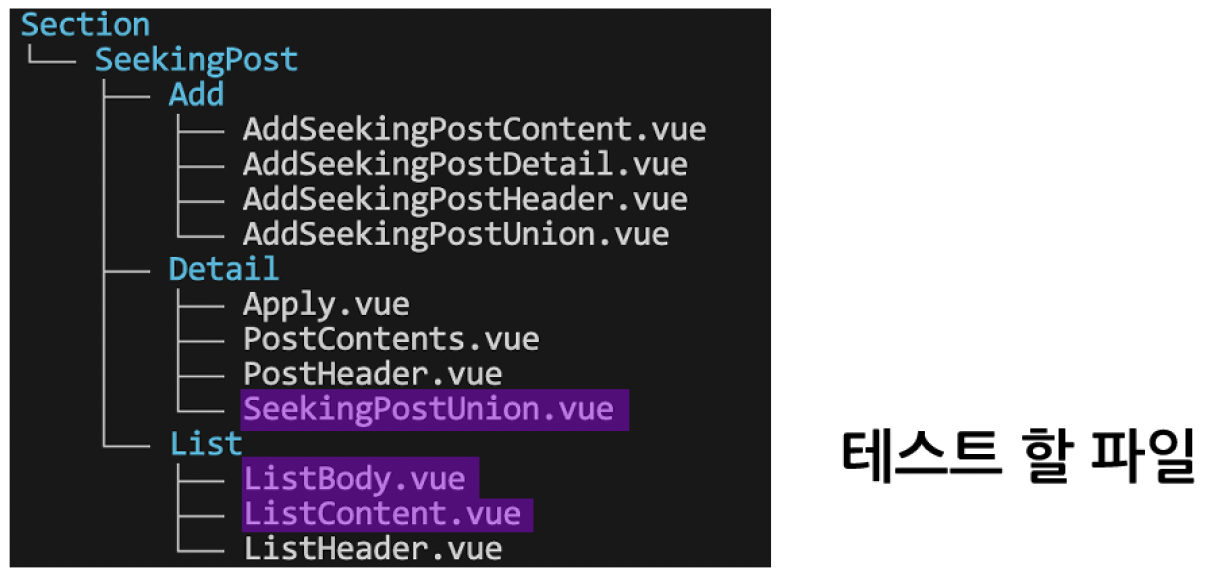 Section
└── SeekingPost
├── Add
├── AddSeekingPostContent.vue
├── AddSeekingPostDetail.vue
├── AddSeekingPostHeader.vue
└── AddSeekingPostUnion.vue
├── Detail
├── Apply.vue
├── PostContents.vue
├── PostHeader.vue
└── SeekingPostUnion.vue
└── List
├── ListBody.vue
├── ListContent.vue
└── ListHeader.vue
테스트 할 파일